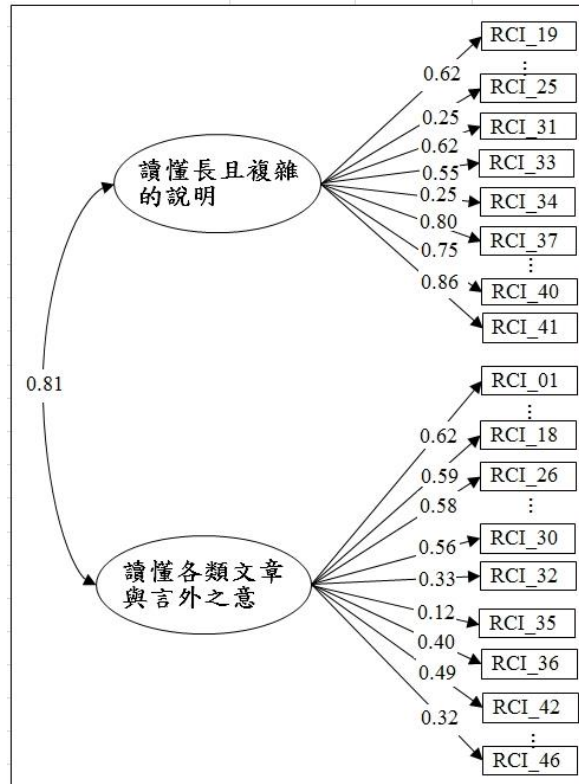 RCI_19
⋮
0.62
RCI_25
0.25
RCI_31
0.62
讀懂長且複雜
的說明
0.55
RCI_33
0.25
RCI_34
0.80
RCI_37
⋮
0.75
RCI_40
0.86
RCI_41
0.81
RCI_01
⋮
0.62
RCI_18
0.59
RCI_26
⋮
0.58
RCI_30
0.56
讀懂各類文章
與言外之意
0.33
RCI_32
0.12
RCI_35
0.40
RCI_36
0.49
RCI_42
⋮
0.32
RCI_46